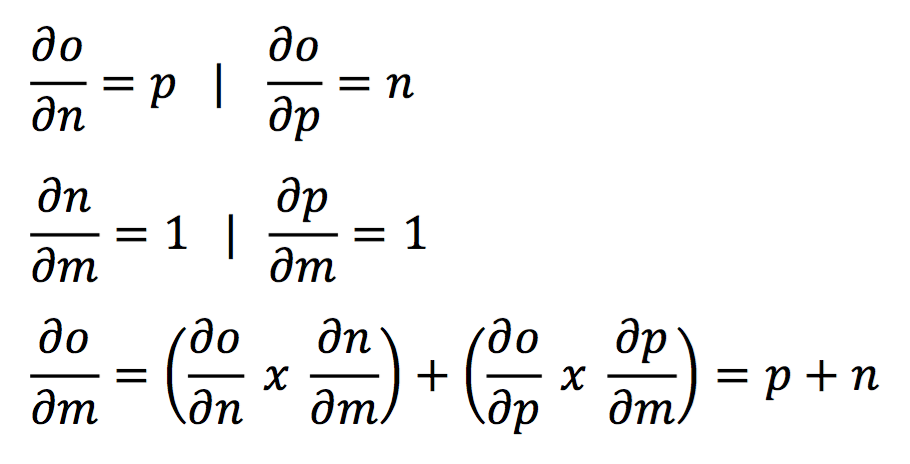 ∂o/∂n = p | ∂o/∂p = n
∂n/∂m = 1 | ∂p/∂m = 1
∂o/∂m = (∂o/∂n x ∂n/∂m) + (∂o/∂p x ∂p/∂m) = p + n